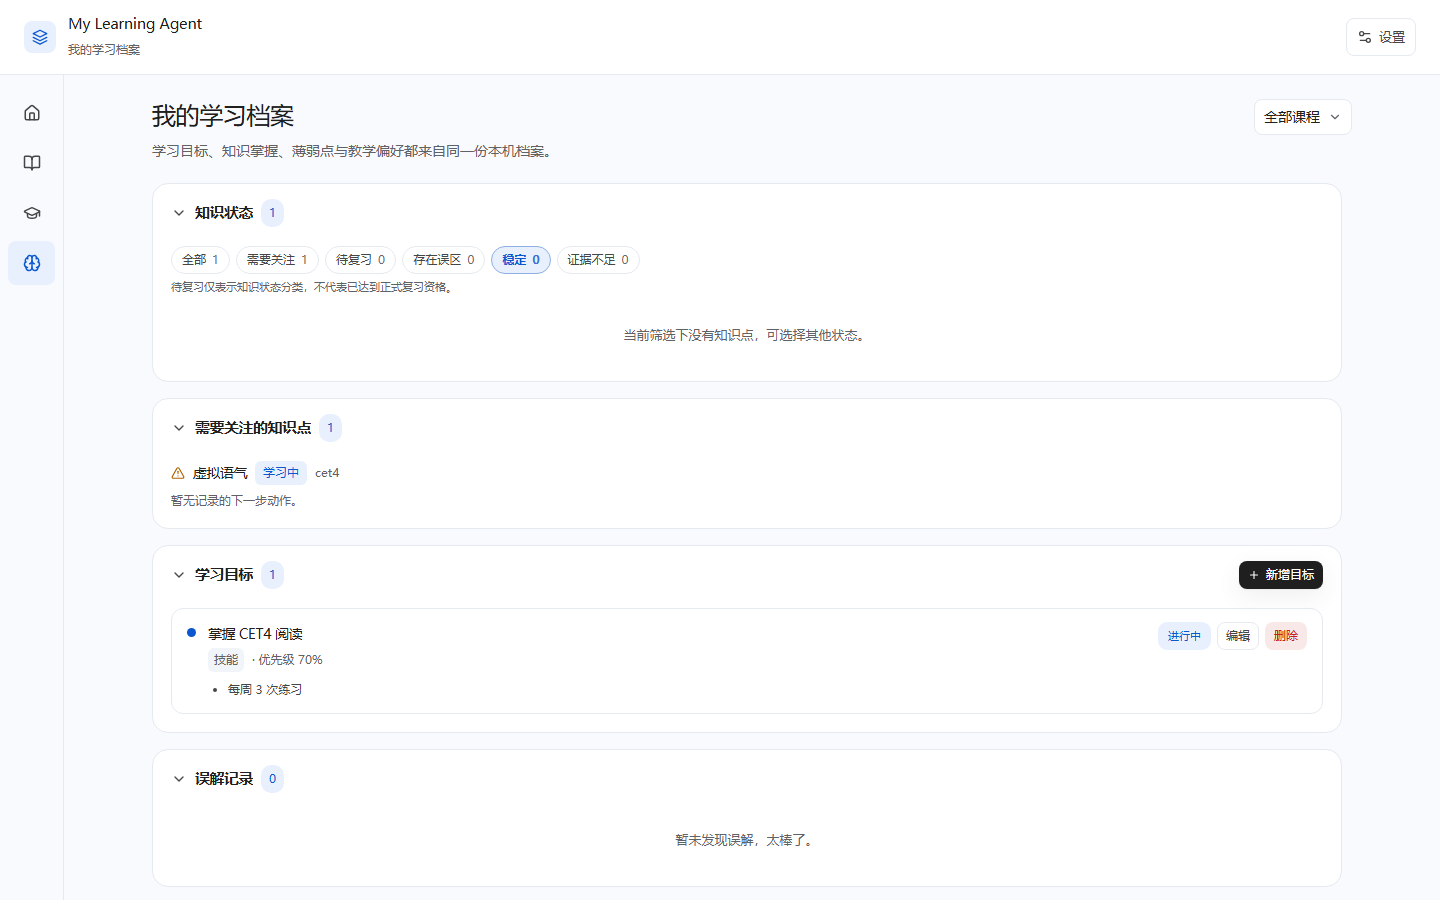 My Learning Agent
我的学习档案
设置
我的学习档案
全部课程
学习目标、知识掌握、薄弱点与教学偏好都来自同一份本机档案。
知识状态 1
全部 1 需要关注 1 待复习 0 存在误区 0 稳定 0 证据不足 0
待复习仅表示知识状态分类，不代表已达到正式复习资格。
当前筛选下没有知识点，可选择其他状态。
需要关注的知识点 1
虚拟语气 学习中 cet4
暂无记录的下一步动作。
学习目标 1
+ 新增目标
掌握 CET4 阅读
进行中 编辑 删除
技能 · 优先级 70%
• 每周 3 次练习
误解记录 0
暂未发现误解，太棒了。